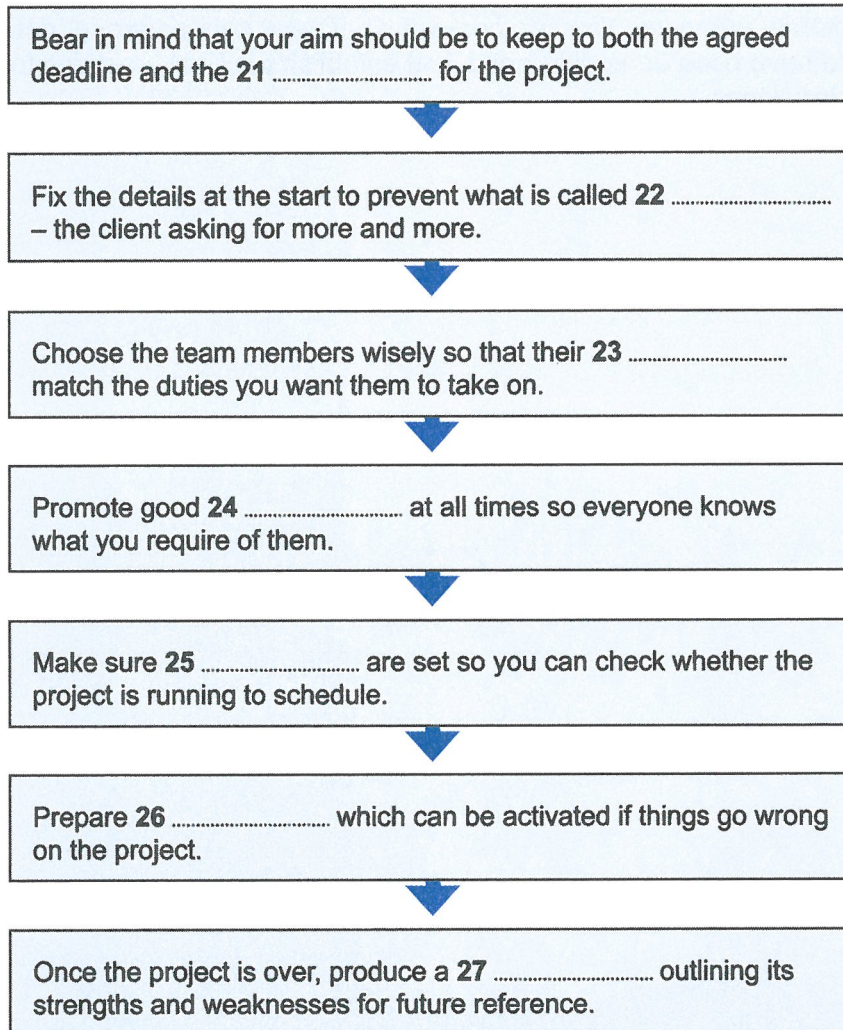 Bear in mind that your aim should be to keep to both the agreed
deadline and the 21 .............................. for the project.
Fix the details at the start to prevent what is called 22 ..............................
– the client asking for more and more.
Choose the team members wisely so that their 23 ..............................
match the duties you want them to take on.
Promote good 24 .............................. at all times so everyone knows
what you require of them.
Make sure 25 .............................. are set so you can check whether the
project is running to schedule.
Prepare 26 .............................. which can be activated if things go wrong
on the project.
Once the project is over, produce a 27 .............................. outlining its
strengths and weaknesses for future reference.